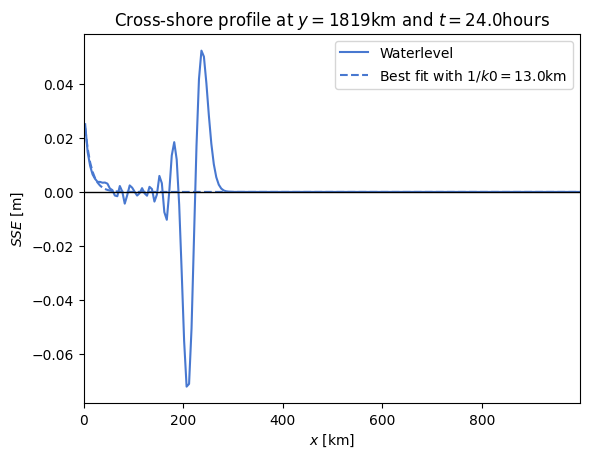 Cross-shore profile at y = 1819km and t = 24.0hours
Waterlevel
Best fit with 1/k0 = 13.0km
0.04
0.02
0.00
−0.02
−0.04
−0.06
SSE [m]
0 200 400 600 800
x [km]